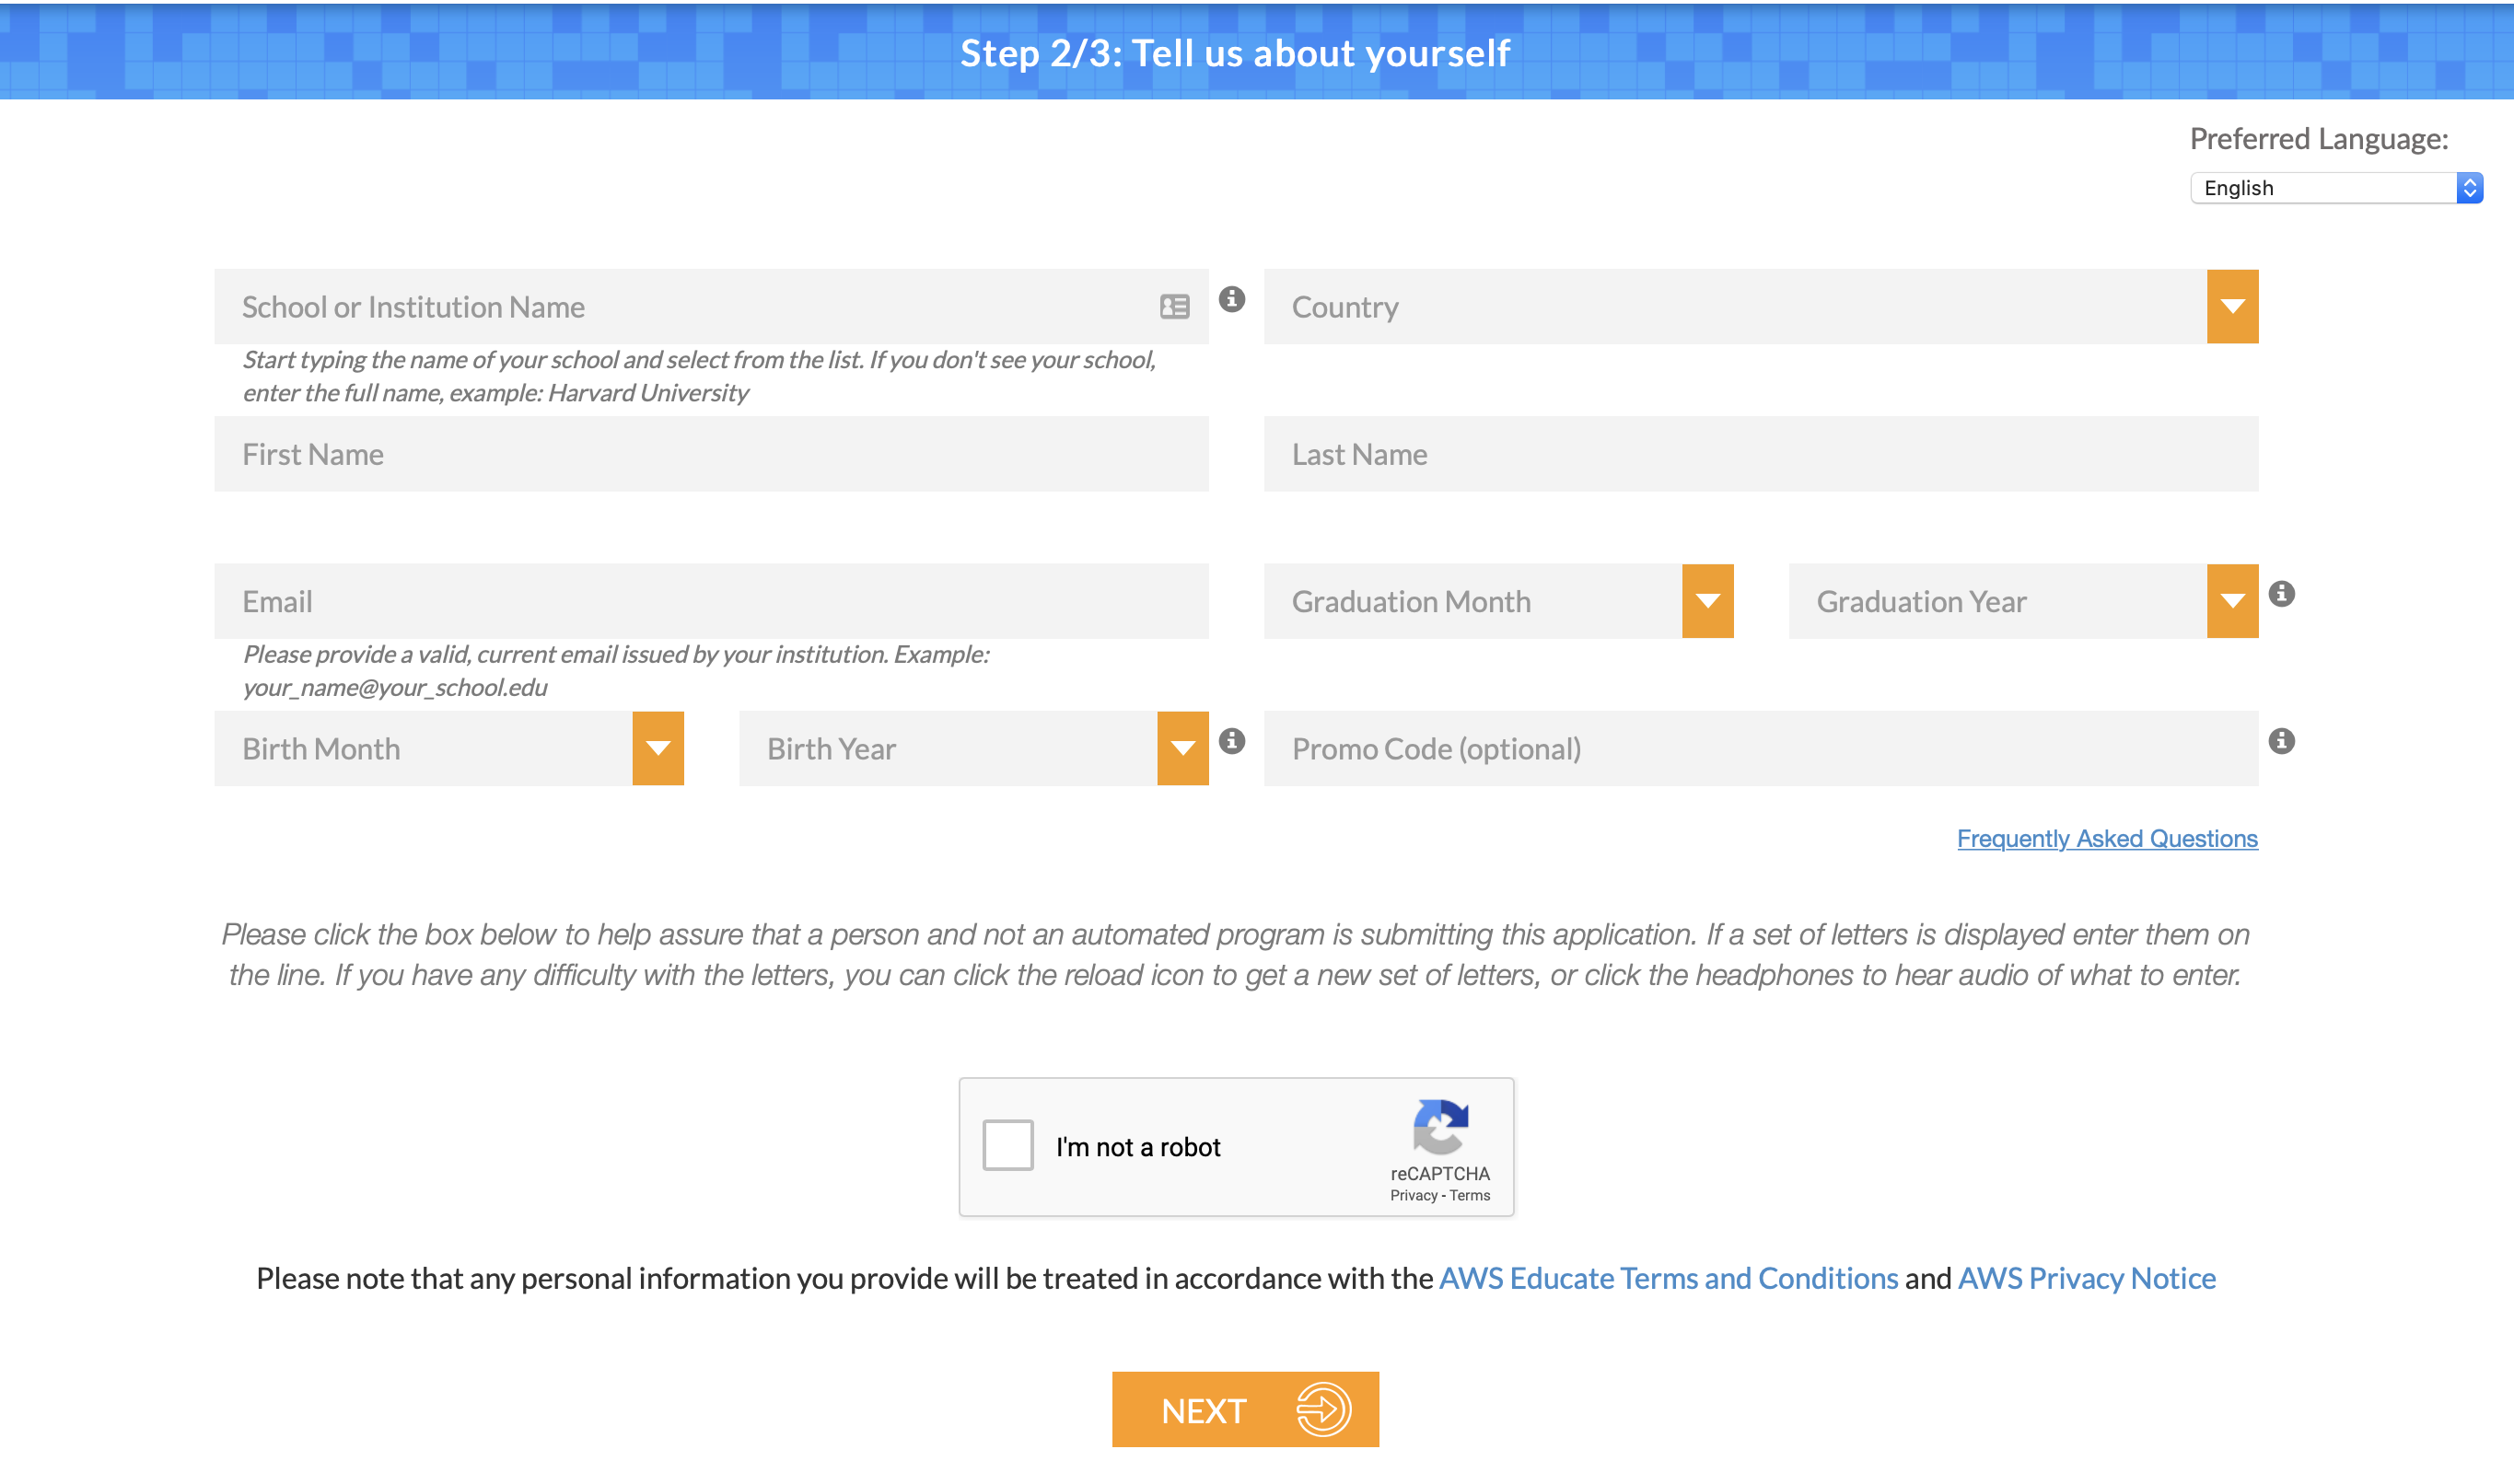 Step 2/3: Tell us about yourself
Preferred Language:
English
School or Institution Name
Country
Start typing the name of your school and select from the list. If you don't see your school,
enter the full name, example: Harvard University
First Name
Last Name
Email
Graduation Month
Graduation Year
Please provide a valid, current email issued by your institution. Example:
your_name@your_school.edu
Birth Month
Birth Year
Promo Code (optional)
Frequently Asked Questions
Please click the box below to help assure that a person and not an automated program is submitting this application. If a set of letters is displayed enter them on
the line. If you have any difficulty with the letters, you can click the reload icon to get a new set of letters, or click the headphones to hear audio of what to enter.
I'm not a robot
reCAPTCHA
Privacy - Terms
Please note that any personal information you provide will be treated in accordance with the AWS Educate Terms and Conditions and AWS Privacy Notice
NEXT